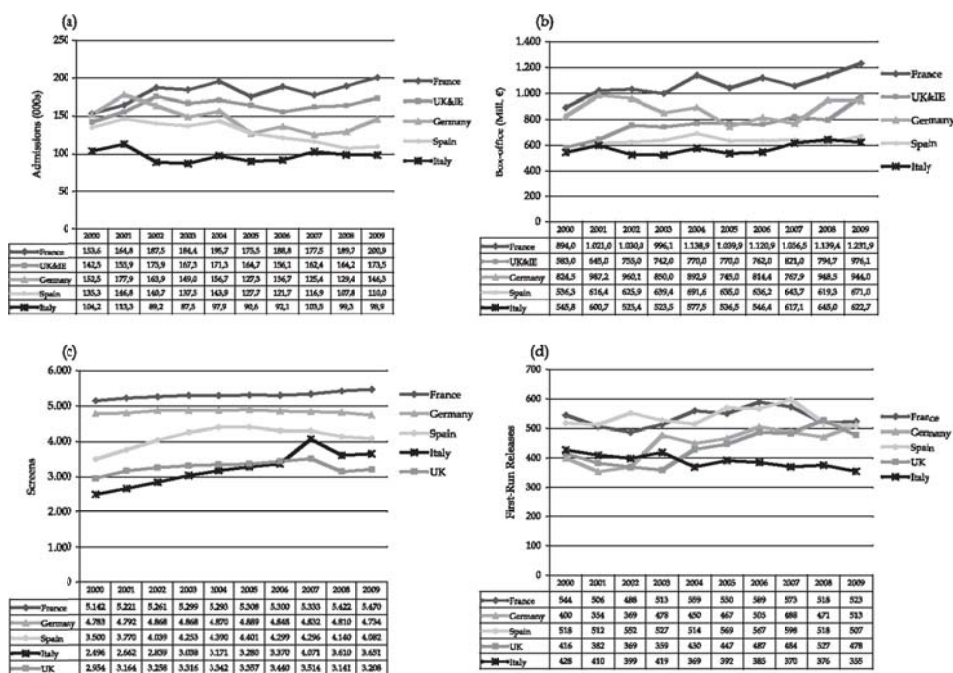 (a)
Admissions (000s)
250
200
150
100
50
0
France
UK&IE
Germany
Spain
Italy
2000 2001 2002 2003 2004 2005 2006 2007 2008 2009
France 153,6 164,8 187,5 184,4 195,7 175,5 188,8 177,5 189,7 200,9
UK&IE 142,5 155,9 175,9 167,3 171,3 164,7 156,1 162,4 164,2 173,5
Germany 152,5 177,9 163,9 149,0 156,7 127,3 136,7 125,4 129,4 146,3
Spain 135,3 146,8 140,7 137,5 143,9 127,7 121,7 116,9 107,8 110,0
Italy 104,2 113,3 89,2 87,5 97,9 90,6 92,1 103,5 99,3 98,9
(b)
Box-office (Mill. €)
1.400
1.200
1.000
800
600
400
200
0
France
UK&IE
Germany
Spain
Italy
2000 2001 2002 2003 2004 2005 2006 2007 2008 2009
France 894,0 1.021,0 1.030,0 996,1 1.138,9 1.039,9 1.120,9 1.056,5 1.139,4 1.231,9
UK&IE 583,0 645,0 755,0 742,0 770,0 770,0 762,0 821,0 794,7 976,1
Germany 824,5 987,2 960,1 850,0 892,9 745,0 814,4 767,9 948,5 944,0
Spain 536,3 616,4 625,9 639,4 691,6 635,0 636,2 643,7 619,3 671,0
Italy 545,8 600,7 525,4 523,5 577,5 536,5 546,4 617,1 645,0 622,7
(c)
Screens
6.000
5.000
4.000
3.000
2.000
1.000
0
France
Germany
Spain
Italy
UK
2000 2001 2002 2003 2004 2005 2006 2007 2008 2009
France 5.142 5.221 5.261 5.299 5.293 5.308 5.300 5.333 5.422 5.470
Germany 4.783 4.792 4.868 4.868 4.870 4.889 4.848 4.832 4.810 4.734
Spain 3.500 3.770 4.039 4.253 4.390 4.401 4.299 4.296 4.140 4.082
Italy 2.496 2.662 2.839 3.038 3.171 3.280 3.370 4.071 3.610 3.651
UK 2.954 3.164 3.258 3.316 3.342 3.357 3.440 3.514 3.141 3.208
(d)
First-Run Releases
700
600
500
400
300
200
100
0
France
Germany
Spain
UK
Italy
2000 2001 2002 2003 2004 2005 2006 2007 2008 2009
France 544 506 488 513 559 550 589 573 518 523
Germany 400 354 369 478 450 467 505 488 471 513
Spain 518 512 552 527 514 569 567 598 518 507
UK 416 382 369 359 430 447 487 484 527 478
Italy 428 410 399 419 369 392 385 370 376 355